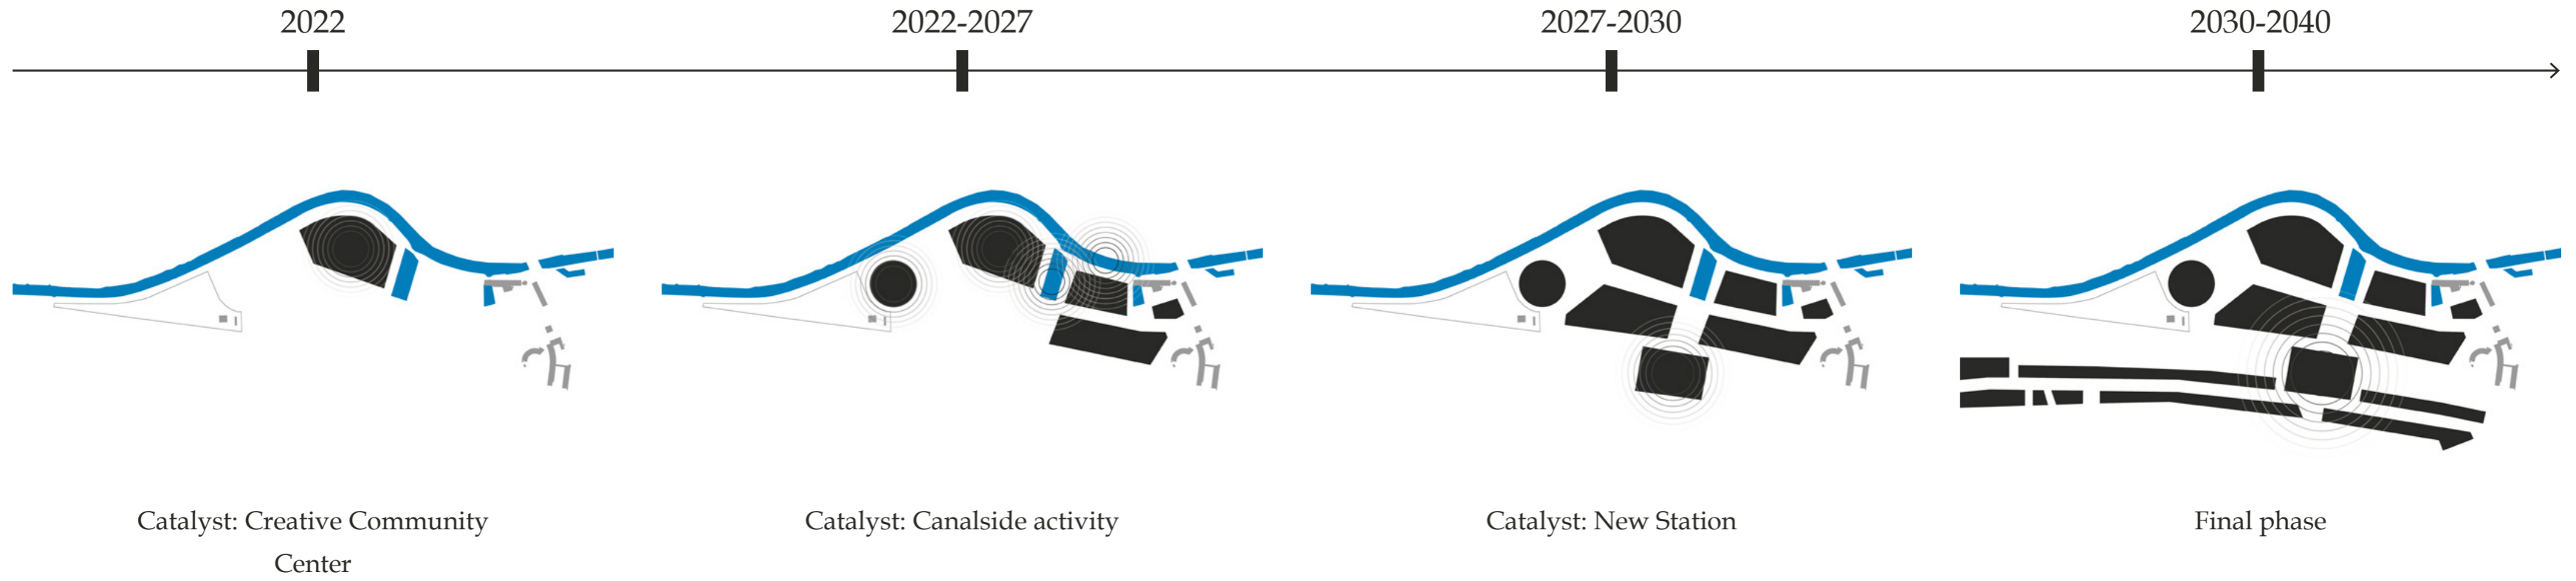 2022
2022-2027
2027-2030
2030-2040
Catalyst: Creative Community
Center
Catalyst: Canalside activity
Catalyst: New Station
Final phase